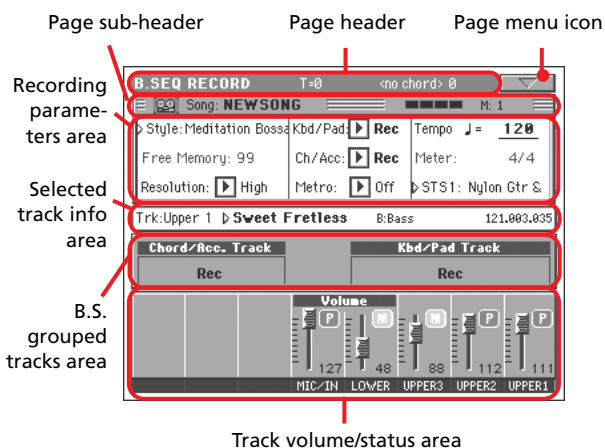 Page sub-header Page header Page menu icon
B.SEQ RECORD T=0 <no chord> 0
Song: NEWSONG M: 1
Recording parame-ters area
Style: Meditation Bossa Kbd/Pad: Rec Tempo ♩= 120
Free Memory: 99 Ch/Acc: Rec Meter: 4/4
Resolution: High Metro: Off STS1: Nylon Gtr &
Selected track info area
Trk:Upper 1 Sweet Fretless B:Bass 121.003.035
B.S. grouped tracks area
Chord/Acc. Track Kbd/Pad Track
Rec Rec
Volume
P M M P P
127 48 88 112 111
MIC/IN LOWER UPPER3 UPPER2 UPPER1
Track volume/status area